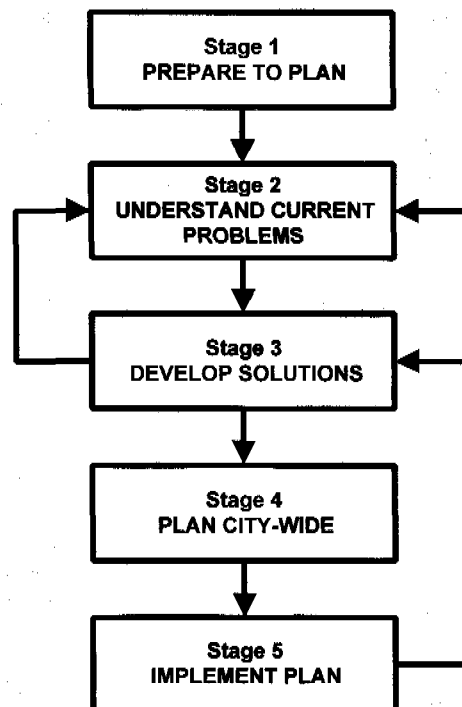 Stage 1
PREPARE TO PLAN
Stage 2
UNDERSTAND CURRENT
PROBLEMS
Stage 3
DEVELOP SOLUTIONS
Stage 4
PLAN CITY-WIDE
Stage 5
IMPLEMENT PLAN